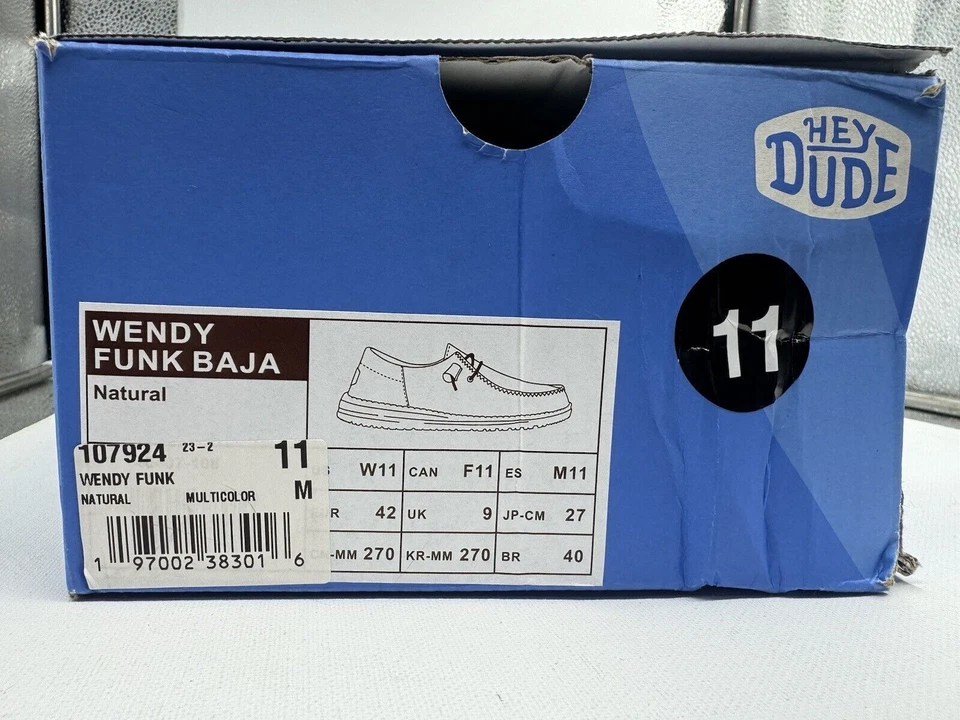 HEY
DUDE
11
WENDY
FUNK BAJA
Natural
107924 23-2 11
WENDY FUNK M
NATURAL MULTICOLOR
1 97002 38301 6
W11 CAN F11 ES M11
42 UK 9 JP-CM 27
-MM 270 KR-MM 270 BR 40